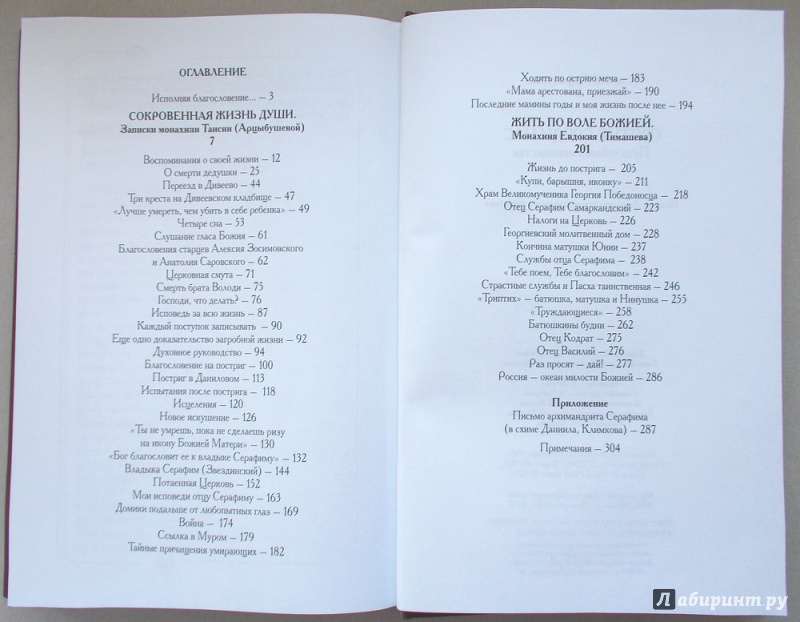 ОГЛАВЛЕНИЕ
Исполняя благословение... – 3
СОКРОВЕННАЯ ЖИЗНЬ ДУШИ.
Записки монахини Таисии (Арцыбушевой)
7
Воспоминания о своей жизни – 12
О смерти дедушки – 25
Переезд в Дивеево – 44
Три креста на Дивеевском кладбище – 47
«Лучше умереть, чем убить в себе ребенка» – 49
Четыре сна – 53
Слушание гласа Божия – 61
Благословения старцев Алексия Зосимовского
и Анатолия Саровского – 62
Церковная смута – 71
Смерть брата Володи – 75
Господи, что делать? – 76
Исповедь за всю жизнь – 87
Каждый поступок записывать – 90
Еще одно доказательство загробной жизни – 92
Духовное руководство – 94
Благословение на постриг – 100
Постриг в Даниловом – 113
Испытания после пострига – 118
Исцеления – 120
Новое искушение – 126
«Ты не умрешь, пока не сделаешь ризу
на икону Божией Матери» – 130
«Бог благословит ее к владыке Серафиму» – 132
Владыка Серафим (Звездинский) – 144
Потаенная Церковь – 152
Мои исповеди отцу Серафиму – 163
Домики подальше от любопытных глаз – 169
Война – 174
Ссылка в Муром – 179
Тайные причащения умирающих – 182
Ходить по острию меча – 183
«Мама арестована, приезжай» – 190
Последние мамины годы и моя жизнь после нее – 194
ЖИТЬ ПО ВОЛЕ БОЖИЕЙ.
Монахиня Евдокия (Тимашева)
201
Жизнь до пострига – 205
«Купи, барышня, иконку» – 211
Храм Великомученика Георгия Победоносца – 218
Отец Серафим Самаркандский – 223
Налоги на Церковь – 226
Георгиевский молитвенный дом – 228
Кончина матушки Юнии – 237
Службы отца Серафима – 238
«Тебе поем, Тебе благословим» – 242
Страстные службы и Пасха таинственная – 246
«Триптих» – батюшка, матушка и Нинушка – 255
«Труждающиеся» – 258
Батюшкины будни – 262
Отец Кодрат – 275
Отец Василий – 276
Раз просят – дай! – 277
Россия – океан милости Божией – 286
Приложение
Письмо архимандрита Серафима
(в схиме Даниила, Климкова) – 287
Примечания – 304
Лабиринт.ру